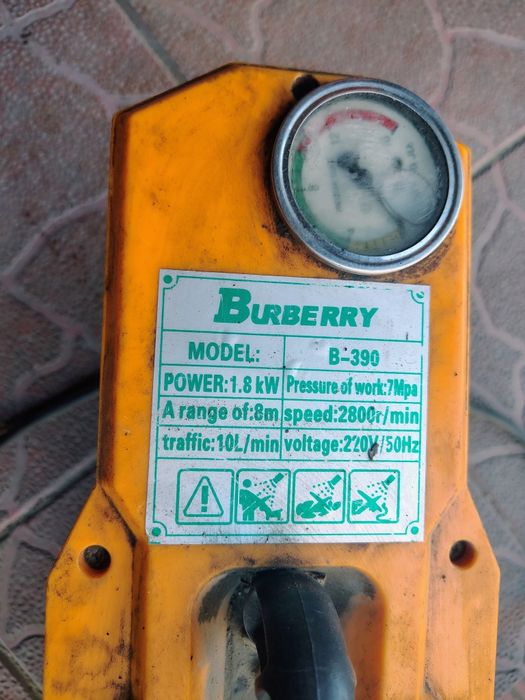 BURBERRY
MODEL: B-390
POWER:1.8 kW Pressure of work:7Mpa
A range of:8m speed:2800r/min
traffic:10L/min voltage:220V/50Hz